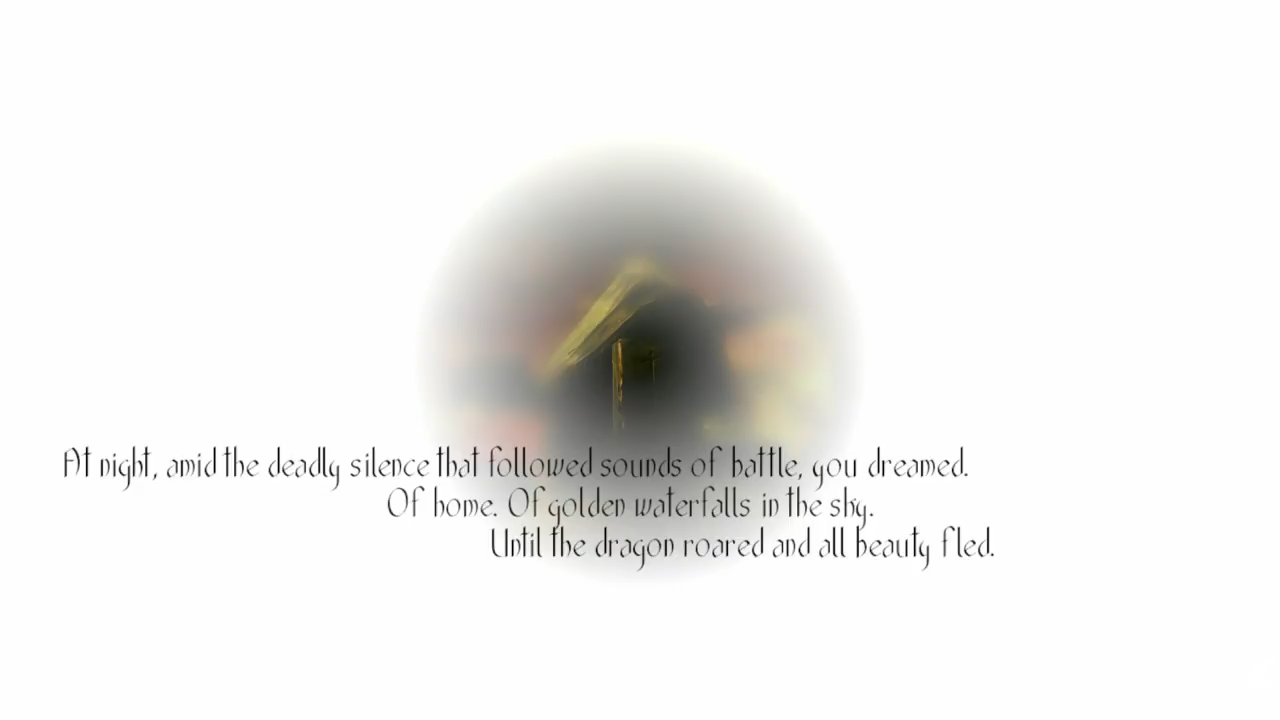 At night, amid the deadly silence that followed sounds of battle, you dreamed.
Of home. Of golden waterfalls in the sky.
Until the dragon roared and all beauty fled.